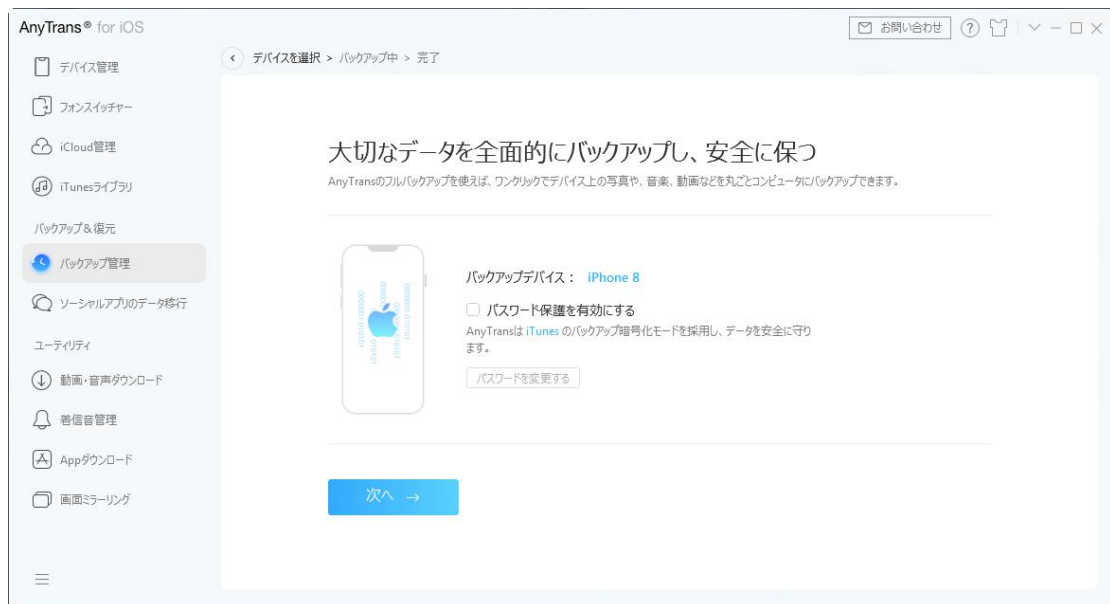 AnyTrans® for iOS
お問い合わせ
?
デバイスを選択 > バックアップ中 > 完了
デバイス管理
フォンスイッチャー
iCloud管理
iTunesライブラリ
バックアップ&復元
バックアップ管理
ソーシャルアプリのデータ移行
ユーティリティ
動画・音声ダウンロード
着信音管理
Appダウンロード
画面ミラーリング
大切なデータを全面的にバックアップし、安全に保つ
AnyTransのフルバックアップを使えば、ワンクリックでデバイス上の写真や、音楽、動画などを丸ごとコンピュータにバックアップできます。
バックアップデバイス： iPhone 8
パスワード保護を有効にする
AnyTransは iTunes のバックアップ暗号化モードを採用し、データを安全に守り
ます。
パスワードを変更する
次へ →